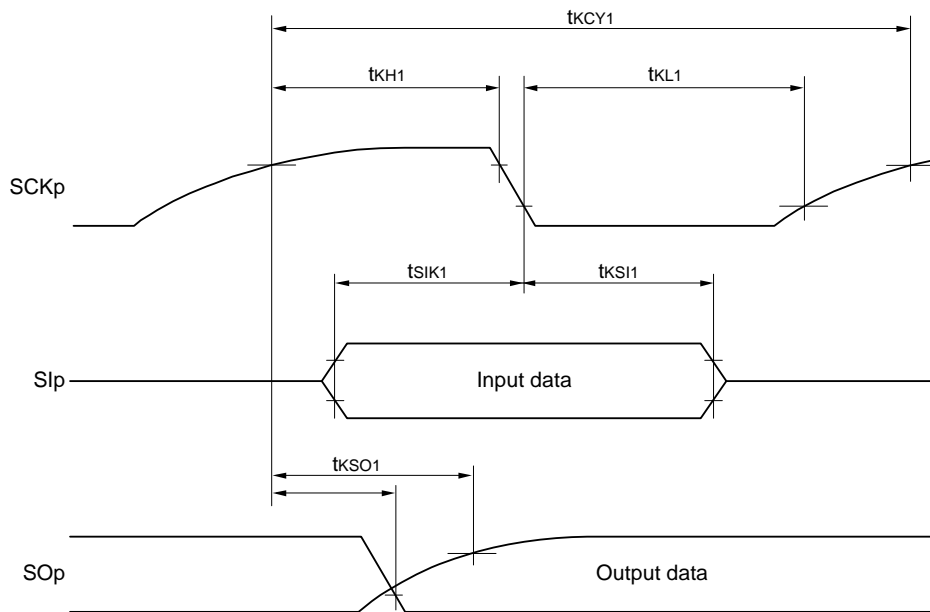 tKCY1
tKH1
tKL1
SCKp
tSIK1
tKSI1
SIp
Input data
tKSO1
SOp
Output data